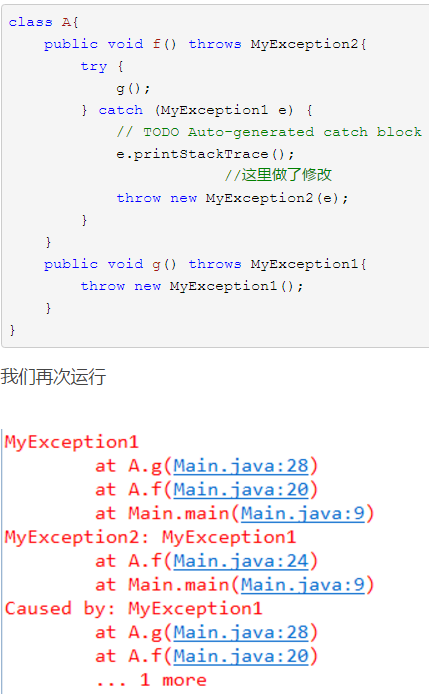 class A{
    public void f() throws MyException2{
        try {
            g();
        } catch (MyException1 e) {
            // TODO Auto-generated catch block
            e.printStackTrace();
                        //这里做了修改
            throw new MyException2(e);
        }
    }
    public void g() throws MyException1{
        throw new MyException1();
    }
}
我们再次运行
MyException1
        at A.g(Main.java:28)
        at A.f(Main.java:20)
        at Main.main(Main.java:9)
MyException2: MyException1
        at A.f(Main.java:24)
        at Main.main(Main.java:9)
Caused by: MyException1
        at A.g(Main.java:28)
        at A.f(Main.java:20)
        ... 1 more